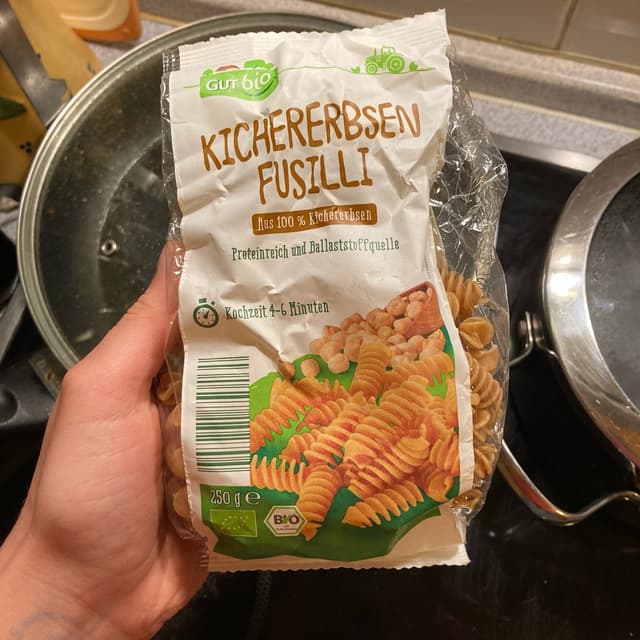 GUT bio
KICHERERBSEN
FUSILLI
Aus 100 % Kichererbsen
Proteinreich und Ballaststoffquelle
Kochzeit 4-6 Minuten
250 g e
BIO